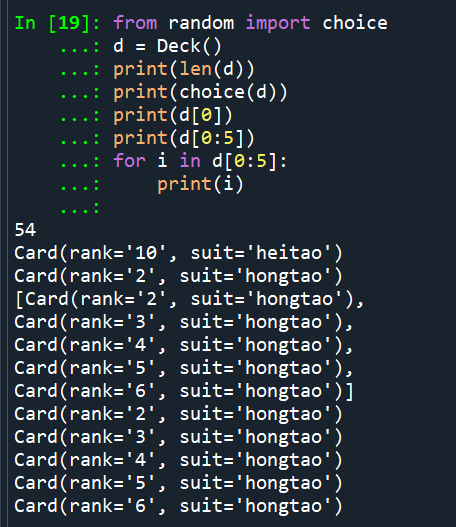 In [19]: from random import choice
...: d = Deck()
...: print(len(d))
...: print(choice(d))
...: print(d[0])
...: print(d[0:5])
...: for i in d[0:5]:
...:     print(i)
...:
54
Card(rank='10', suit='heitao')
Card(rank='2', suit='hongtao')
[Card(rank='2', suit='hongtao'),
Card(rank='3', suit='hongtao'),
Card(rank='4', suit='hongtao'),
Card(rank='5', suit='hongtao'),
Card(rank='6', suit='hongtao')]
Card(rank='2', suit='hongtao')
Card(rank='3', suit='hongtao')
Card(rank='4', suit='hongtao')
Card(rank='5', suit='hongtao')
Card(rank='6', suit='hongtao')